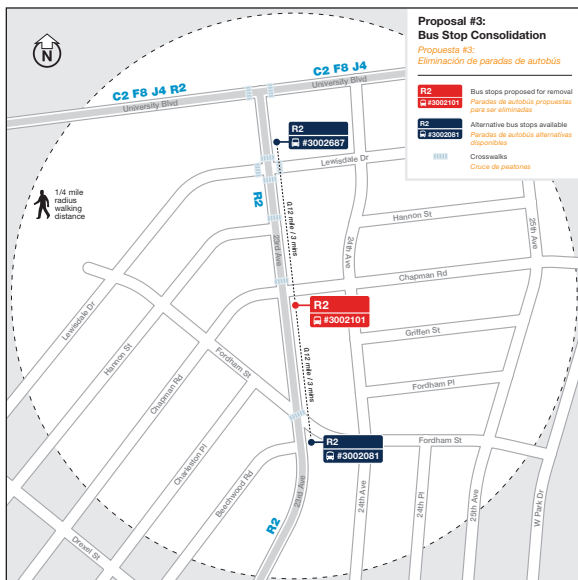 Proposal #3:
Bus Stop Consolidation
Propuesta #3:
Eliminación de paradas de autobús
R2
#3002101
Bus stops proposed for removal
Paradas de autobús propuestas
para ser eliminadas
R2
#3002081
Alternative bus stops available
Paradas de autobús alternativas
disponibles
Crosswalks
Cruce de peatones
N
C2 F8 J4
University Blvd
C2 F8 J4 R2
University Blvd
R2
#3002687
Lewisdale Dr
1/4 mile
radius
walking
distance
R2
0.12 mile / 3 mins
23rd Ave
24th Ave
Hannon St
25th Ave
Chapman Rd
R2
#3002101
Lewisdale Dr
Hannon St
Griffen St
Fordham St
0.12 mile / 3 mins
Chapman Rd
Fordham Pl
R2
#3002081
Fordham St
Charleston Pl
Beechwood Rd
23rd Ave
24th Ave
24th Pl
25th Ave
W Park Dr
R2
Drexel St